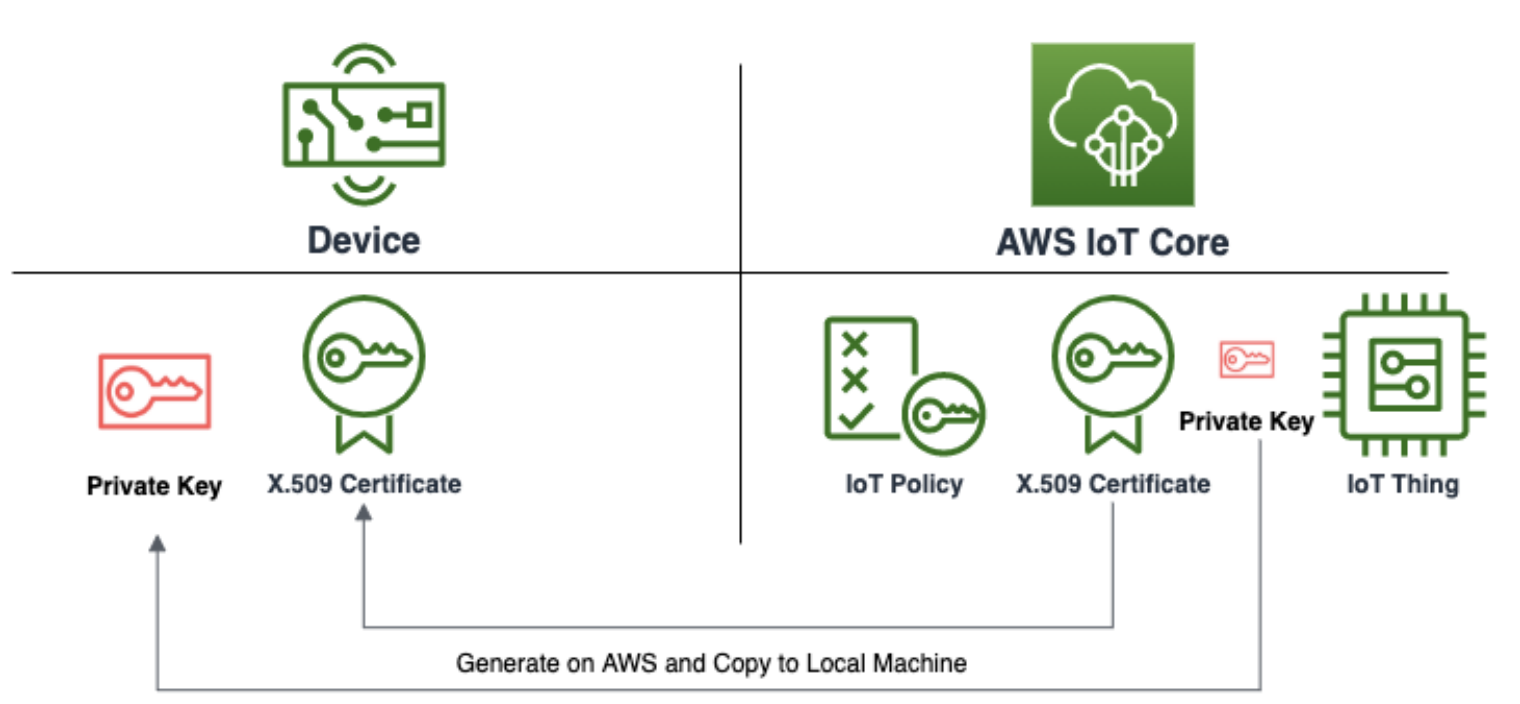 Device
AWS IoT Core
Private Key
X.509 Certificate
IoT Policy
X.509 Certificate
Private Key
IoT Thing
Generate on AWS and Copy to Local Machine